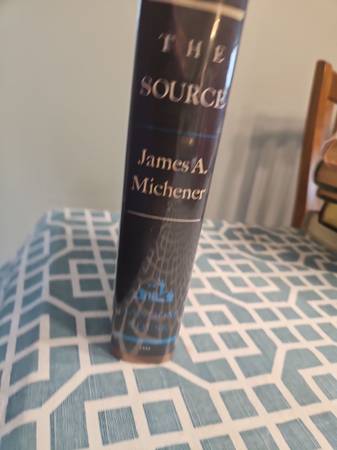 THE
SOURCE
James A.
Michener